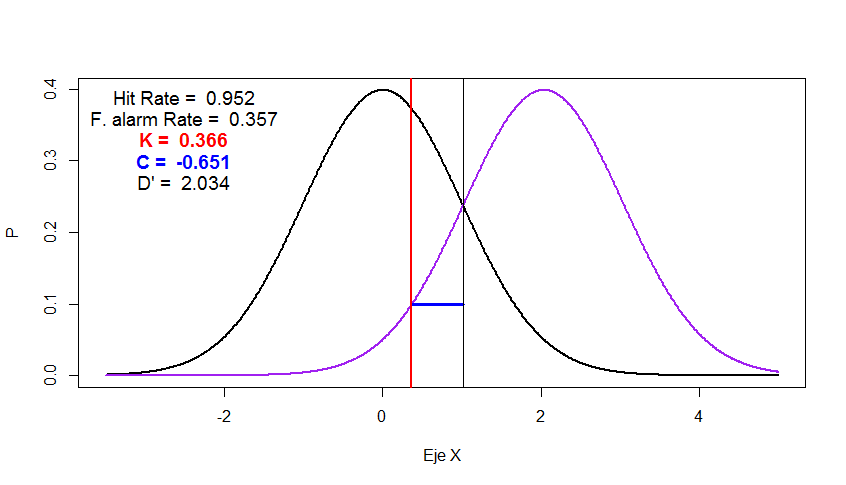 Hit Rate = 0.952
F. alarm Rate = 0.357
K = 0.366
C = -0.651
D' = 2.034
P
0.4
0.3
0.2
0.1
0.0
-2
0
2
4
Eje X